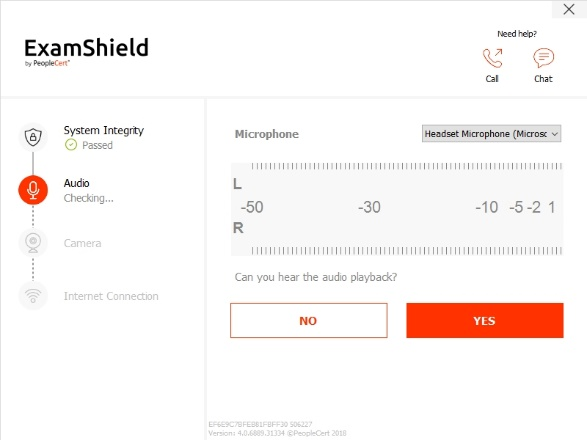 Need help?
ExamShield
by PeopleCert
Call
Chat
System Integrity
Passed
Audio
Checking...
Camera
Internet Connection
Microphone
Headset Microphone (Microsc
L
-50 -30 -10 -5 -2 1
R
Can you hear the audio playback?
NO
YES
Version: 4.0.6889.31334 ©PeopleCert 2018